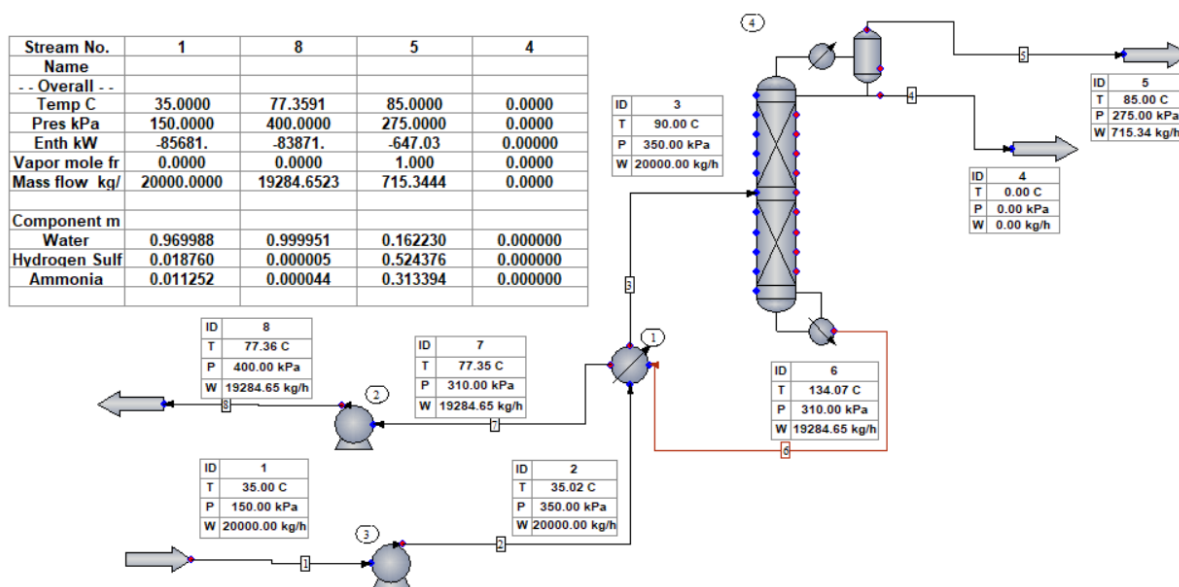 Stream No. 1 8 5 4
Name
- - Overall - -
Temp C 35.0000 77.3591 85.0000 0.0000
Pres kPa 150.0000 400.0000 275.0000 0.0000
Enth kW -85681. -83871. -647.03 0.00000
Vapor mole fr 0.0000 0.0000 1.000 0.0000
Mass flow kg/ 20000.0000 19284.6523 715.3444 0.0000
Component m
Water 0.969988 0.999951 0.162230 0.000000
Hydrogen Sulf 0.018760 0.000005 0.524376 0.000000
Ammonia 0.011252 0.000044 0.313394 0.000000
4
5
ID 5
T 85.00 C
P 275.00 kPa
W 715.34 kg/h
ID 3
T 90.00 C
P 350.00 kPa
W 20000.00 kg/h
4
ID 4
T 0.00 C
P 0.00 kPa
W 0.00 kg/h
3
1
ID 8
T 77.36 C
P 400.00 kPa
W 19284.65 kg/h
ID 7
T 77.35 C
P 310.00 kPa
W 19284.65 kg/h
ID 6
T 134.07 C
P 310.00 kPa
W 19284.65 kg/h
8
2
7
6
ID 1
T 35.00 C
P 150.00 kPa
W 20000.00 kg/h
ID 2
T 35.02 C
P 350.00 kPa
W 20000.00 kg/h
3
1
2